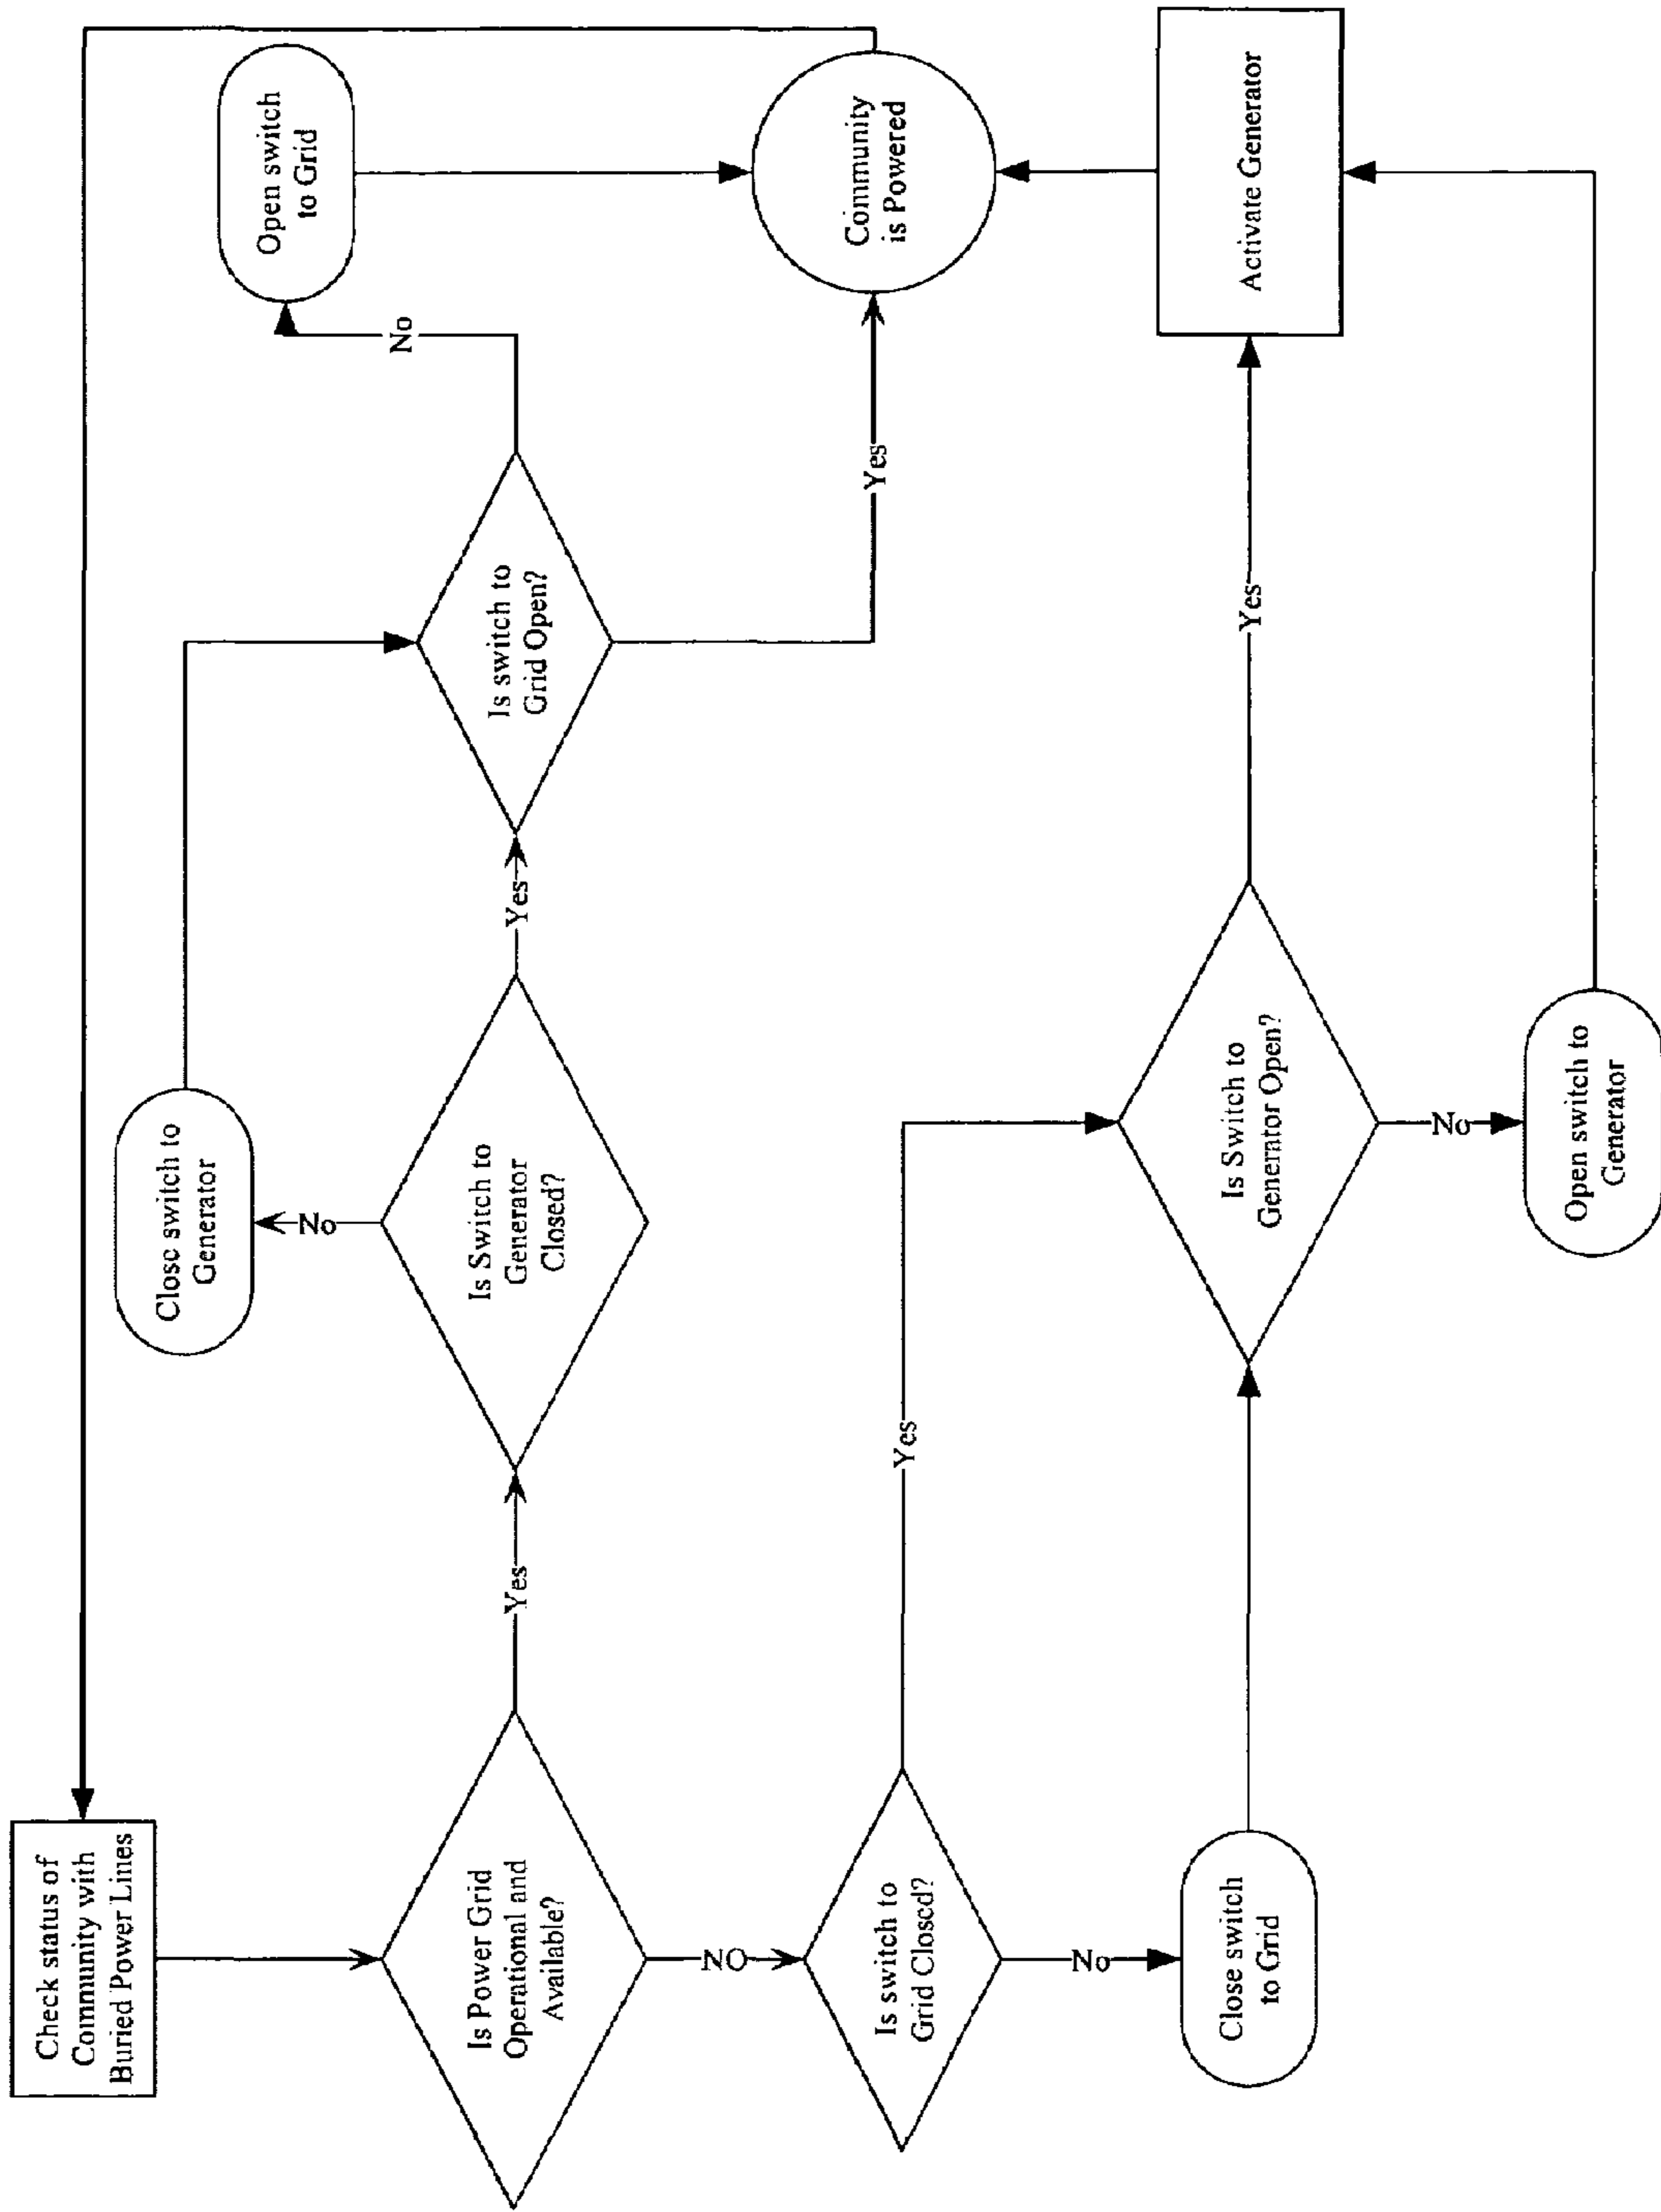 Check status of
Community with
Buried Power Lines
Is Power Grid
Operational and
Available?
Yes
NO
Is Switch to
Generator
Closed?
No
Close switch to
Generator
Yes
Is switch to
Grid Open?
No
Open switch
to Grid
Yes
Community
is Powered
Is switch to
Grid Closed?
Yes
No
Close switch
to Grid
Is Switch to
Generator Open?
Yes
No
Open switch to
Generator
Activate Generator